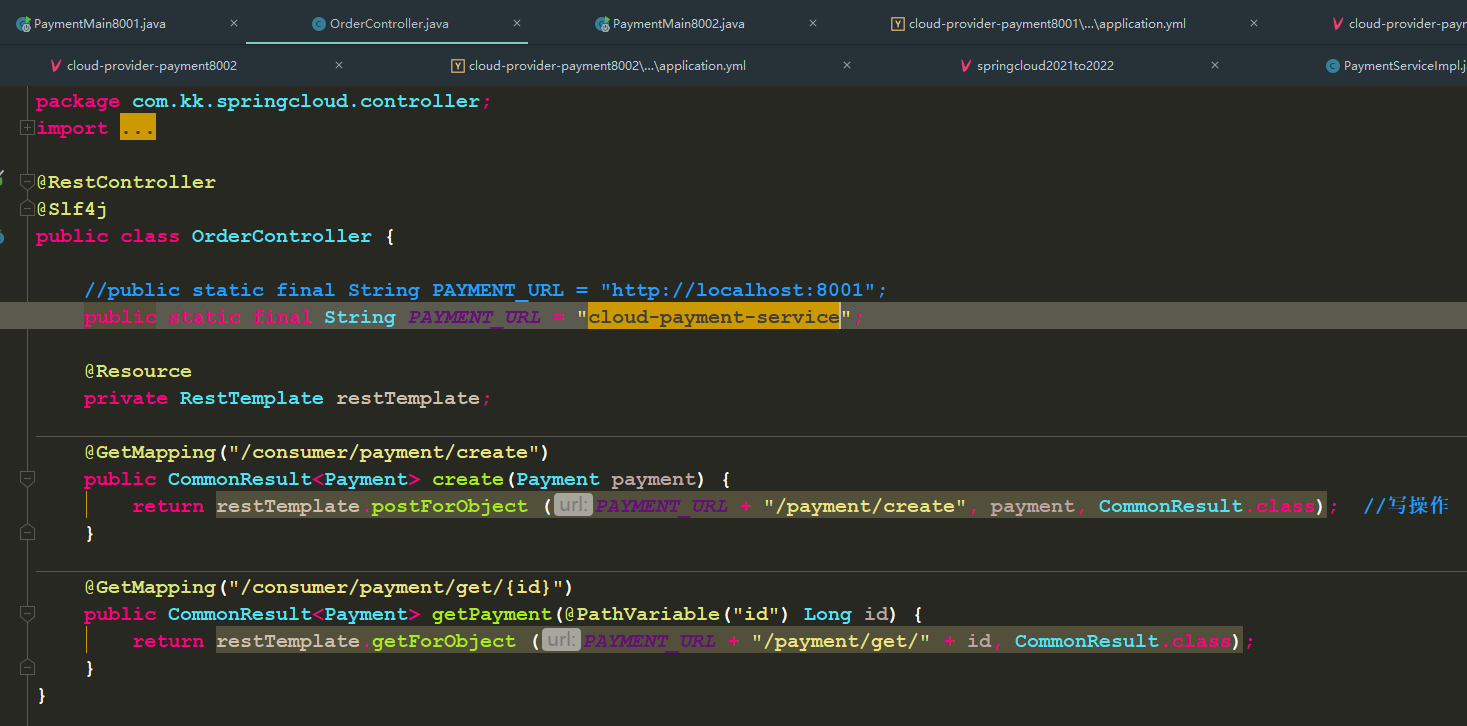 PaymentMain8001.java × OrderController.java × PaymentMain8002.java × cloud-provider-payment8001\...\application.yml × cloud-provider-paym
cloud-provider-payment8002 × cloud-provider-payment8002\...\application.yml × springcloud2021to2022 × PaymentServiceImpl.j
package com.kk.springcloud.controller;
import ...
@RestController
@Slf4j
public class OrderController {
//public static final String PAYMENT_URL = "http://localhost:8001";
public static final String PAYMENT_URL = "cloud-payment-service";
@Resource
private RestTemplate restTemplate;
@GetMapping("/consumer/payment/create")
public CommonResult<Payment> create(Payment payment) {
return restTemplate.postForObject (url:PAYMENT_URL + "/payment/create", payment, CommonResult.class); //写操作
}
@GetMapping("/consumer/payment/get/{id}")
public CommonResult<Payment> getPayment(@PathVariable("id") Long id) {
return restTemplate.getForObject (url:PAYMENT_URL + "/payment/get/" + id, CommonResult.class);
}
}